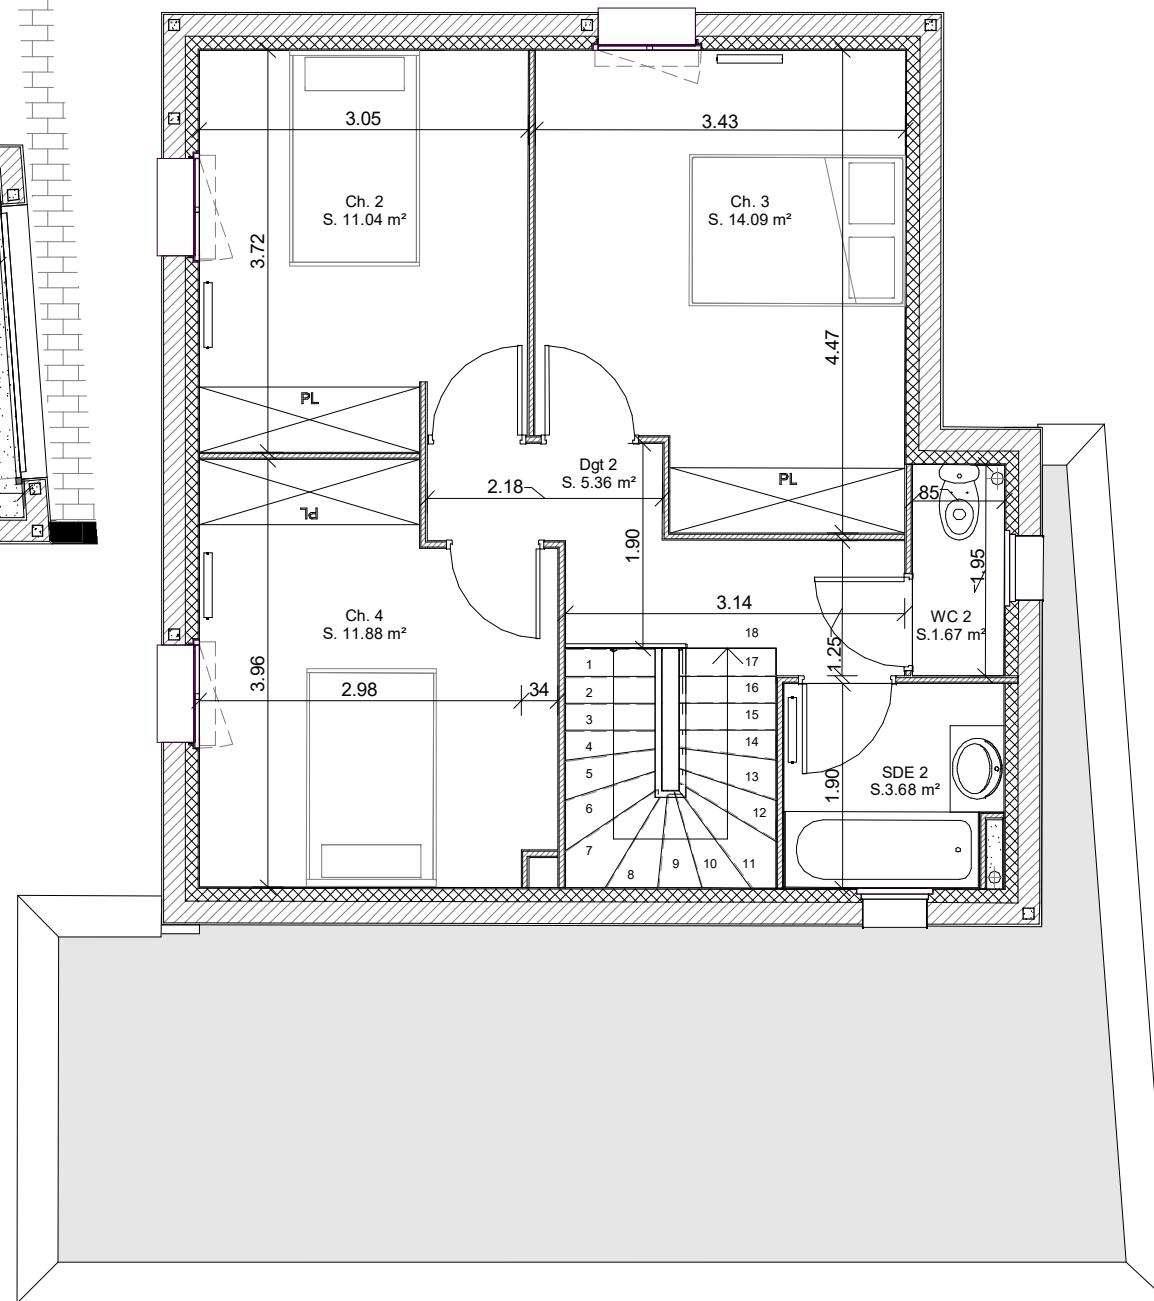 3.05
3.43
Ch. 2
S. 11.04 m²
Ch. 3
S. 14.09 m²
3.72
4.47
PL
PL
Dgt 2
S. 5.36 m²
2.18
PL
85
1.90
1.95
Ch. 4
S. 11.88 m²
3.14
WC 2
S.1.67 m²
18
1.25
3.96
2.98
34
1
2
3
4
5
6
7
8
9
10
11
12
13
14
15
16
17
SDE 2
S.3.68 m²
1.90